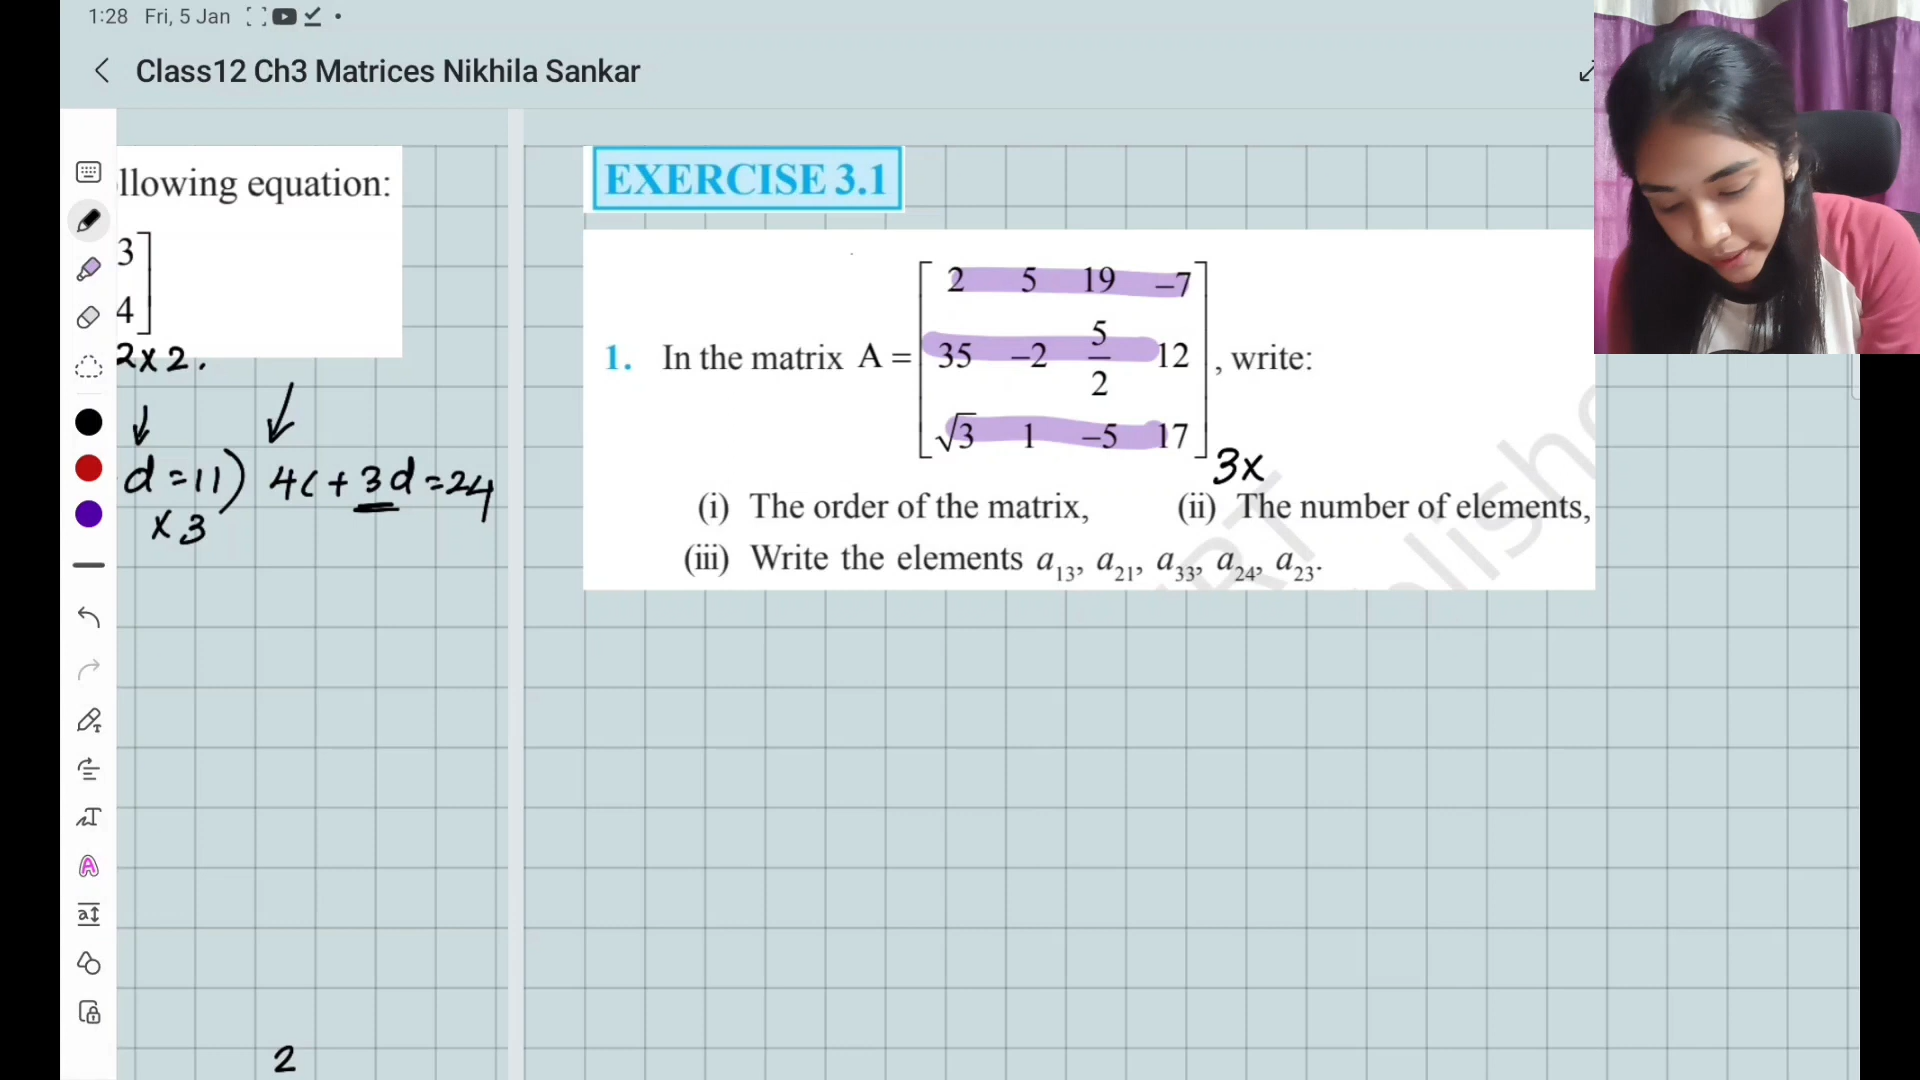 1:28 Fri, 5 Jan
Class12 Ch3 Matrices Nikhila Sankar
llowing equation:
3
4
2x2.
d=11) 4c+3d=24
x3
2
EXERCISE 3.1
2 5 19 –7
1. In the matrix A = 35 –2 5/2 12 , write:
√3 1 –5 17
3x
(i) The order of the matrix, (ii) The number of elements,
(iii) Write the elements a13, a21, a33, a24, a23.
RT
blishe